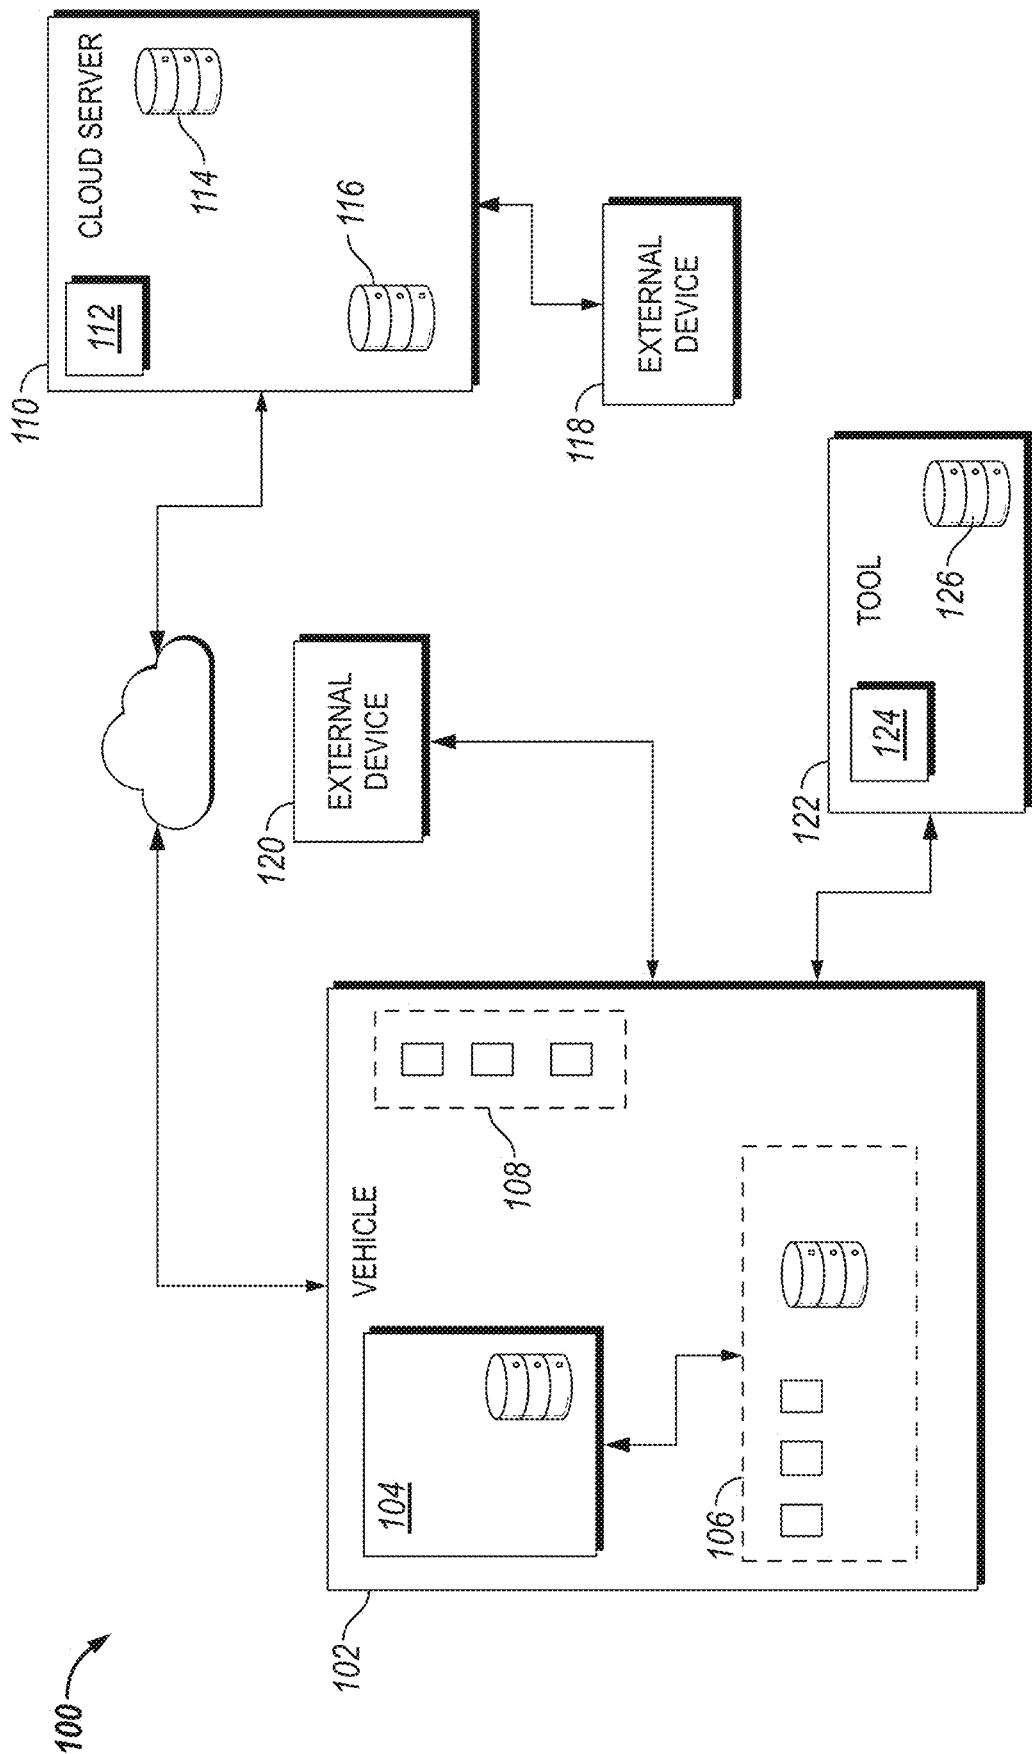 100
102
VEHICLE
104
106
108
110
CLOUD SERVER
112
114
116
118
EXTERNAL
DEVICE
120
EXTERNAL
DEVICE
122
TOOL
124
126